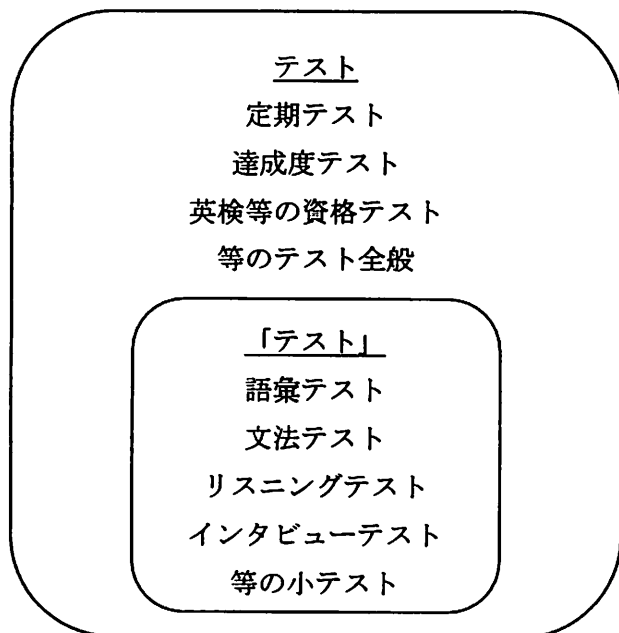 テスト
定期テスト
達成度テスト
英検等の資格テスト
等のテスト全般
「テスト」
語彙テスト
文法テスト
リスニングテスト
インタビューテスト
等の小テスト